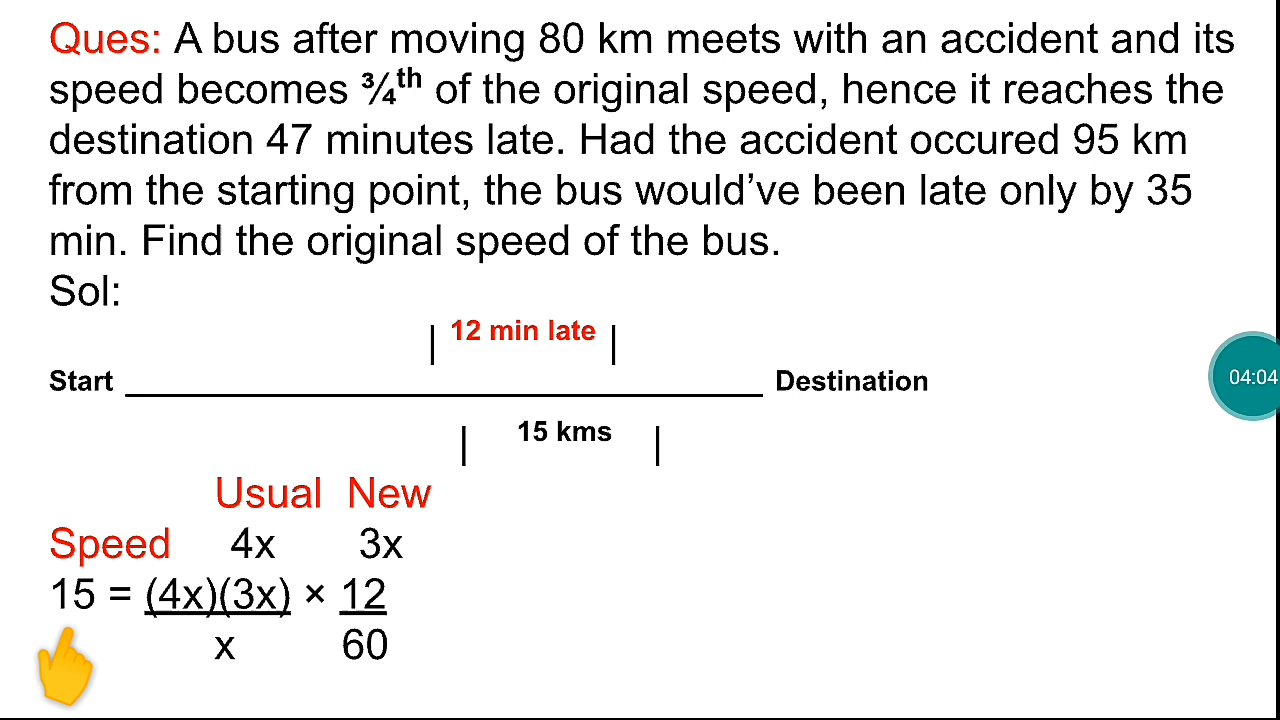 Ques: A bus after moving 80 km meets with an accident and its
speed becomes ¾ᵗʰ of the original speed, hence it reaches the
destination 47 minutes late. Had the accident occured 95 km
from the starting point, the bus would’ve been late only by 35
min. Find the original speed of the bus.
Sol:
12 min late
Start Destination
04:04
15 kms
Usual New
Speed 4x 3x
15 = (4x)(3x) × 12
x 60